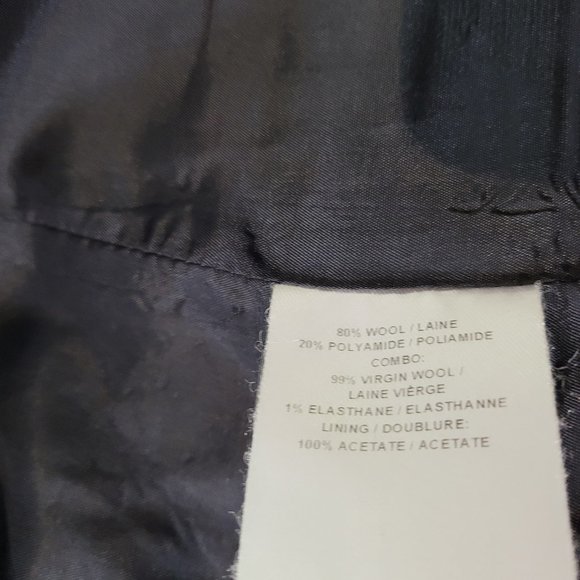 80% WOOL / LAINE
20% POLYAMIDE / POLIAMIDE
COMBO:
99% VIRGIN WOOL /
LAINE VIÈRGE
1% ELASTHANE / ELASTHANNE
LINING / DOUBLURE:
100% ACETATE / ACETATE